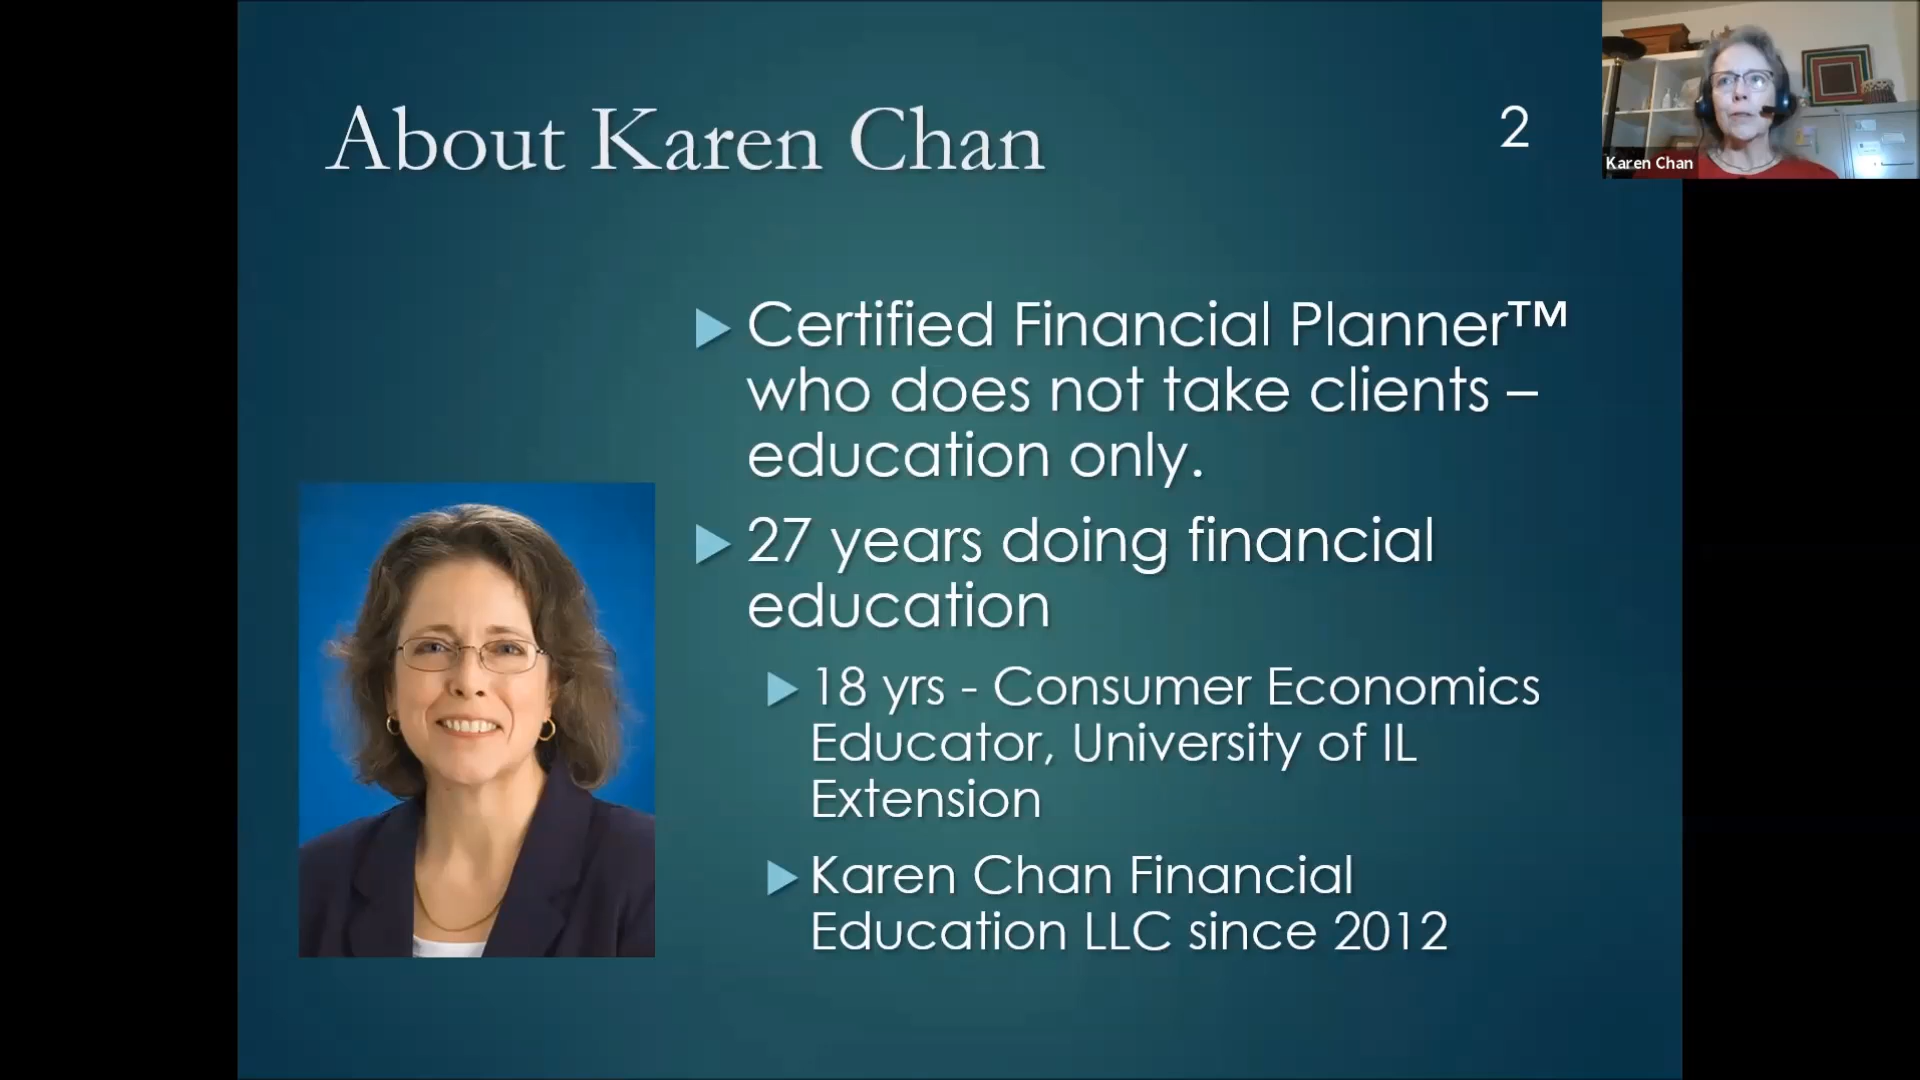 About Karen Chan
2
Karen Chan
Certified Financial Planner™
who does not take clients –
education only.
27 years doing financial
education
18 yrs - Consumer Economics
Educator, University of IL
Extension
Karen Chan Financial
Education LLC since 2012